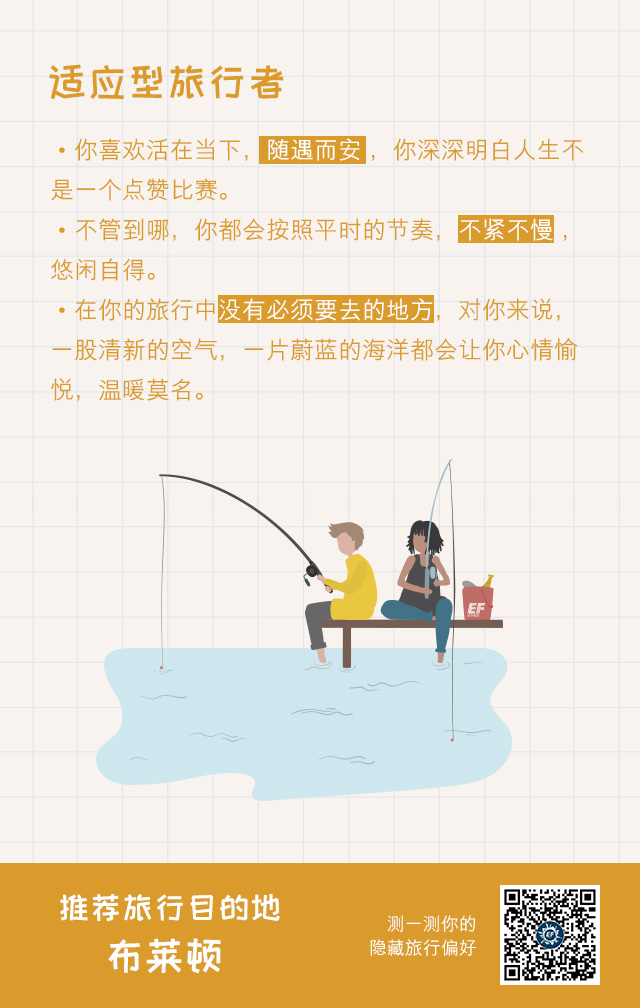 适应型旅行者
•你喜欢活在当下，随遇而安，你深深明白人生不
是一个点赞比赛。
•不管到哪，你都会按照平时的节奏，不紧不慢，
悠闲自得。
•在你的旅行中没有必须要去的地方，对你来说，
一股清新的空气，一片蔚蓝的海洋都会让你心情愉
悦，温暖莫名。
EF
推荐旅行目的地
布莱顿
测一测你的
隐藏旅行偏好